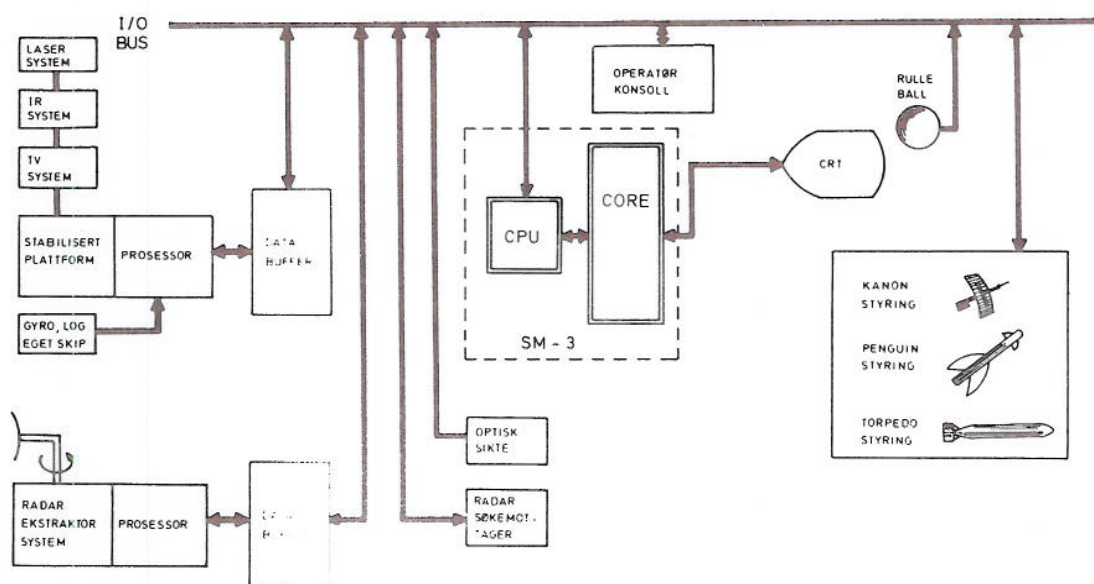 I/O
BUS
LASER
SYSTEM
IR
SYSTEM
TV
SYSTEM
STABILISERT
PLATTFORM
PROSESSOR
DATA
BUFFER
GYRO, LOG
EGET SKIP
OPERATØR
KONSOLL
CPU
CORE
SM-3
CRT
RULLE
BALL
KANON
STYRING
PENGUIN
STYRING
TORPEDO
STYRING
OPTISK
SIKTE
RADAR
SØKEMOT-
TAGER
RADAR
EKSTRAKTOR
SYSTEM
PROSESSOR